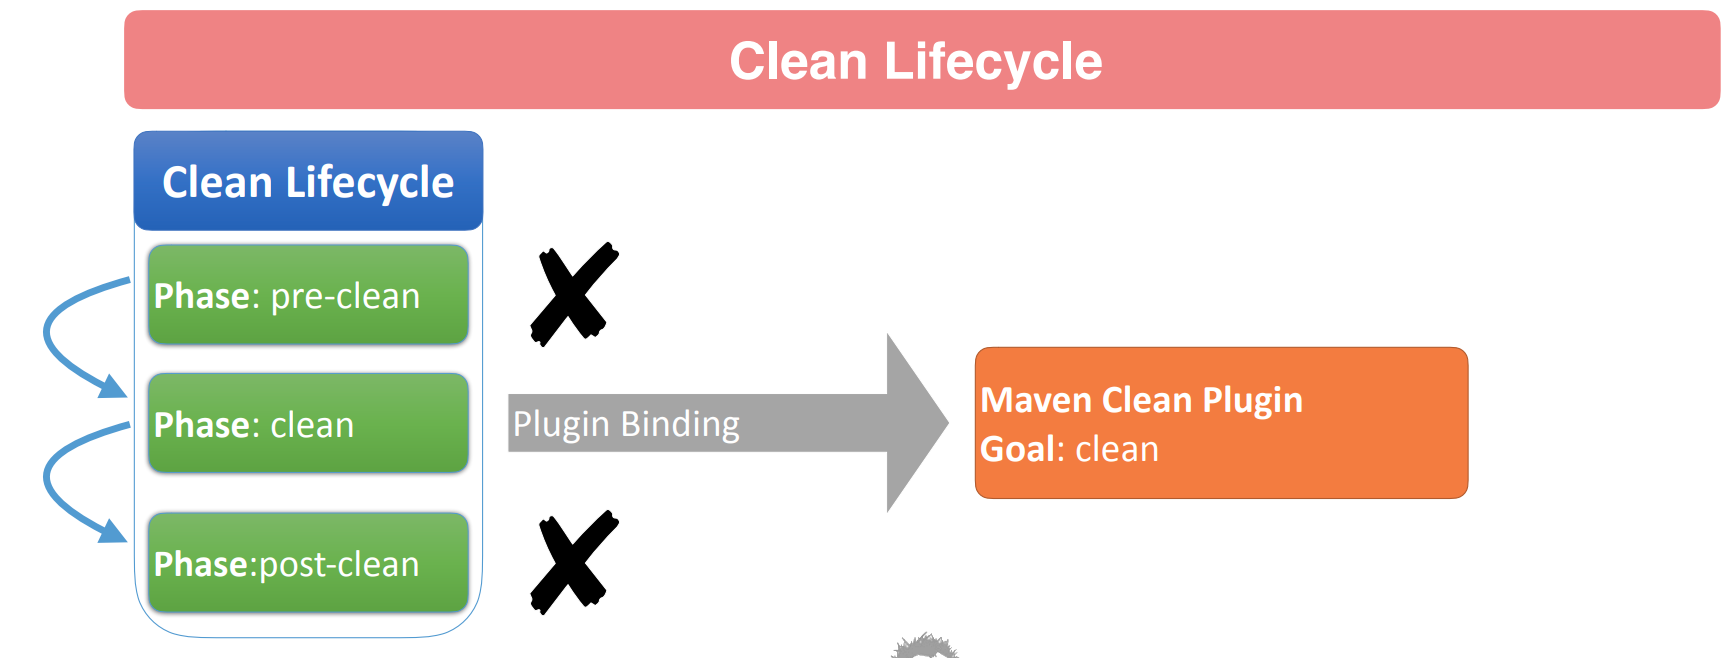 Clean Lifecycle
Clean Lifecycle
Phase: pre-clean
Phase: clean
Plugin Binding
Maven Clean Plugin
Goal: clean
Phase:post-clean